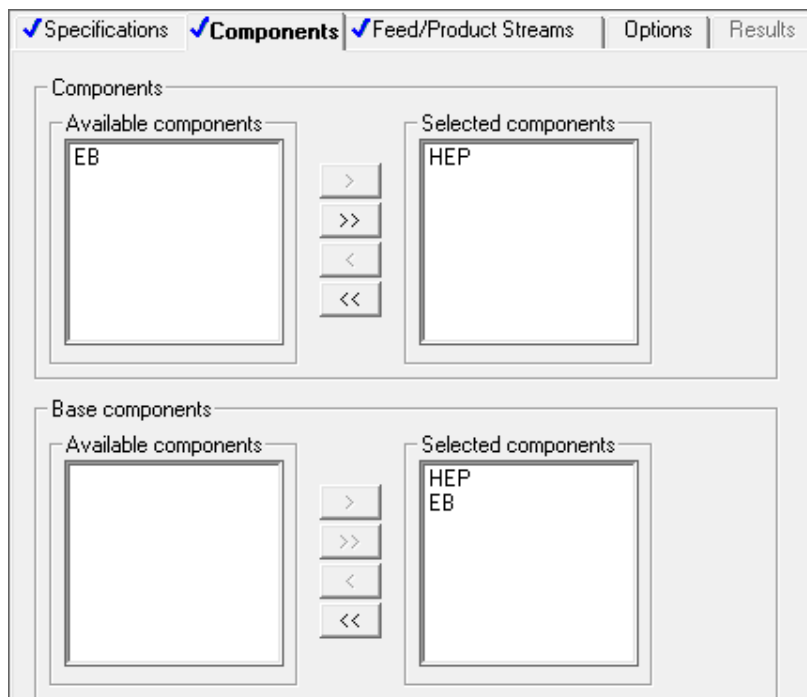 Specifications Components Feed/Product Streams Options Results
Components
Available components Selected components
EB HEP
>
>>
<
<<
Base components
Available components Selected components
HEP
EB
>
>>
<
<<